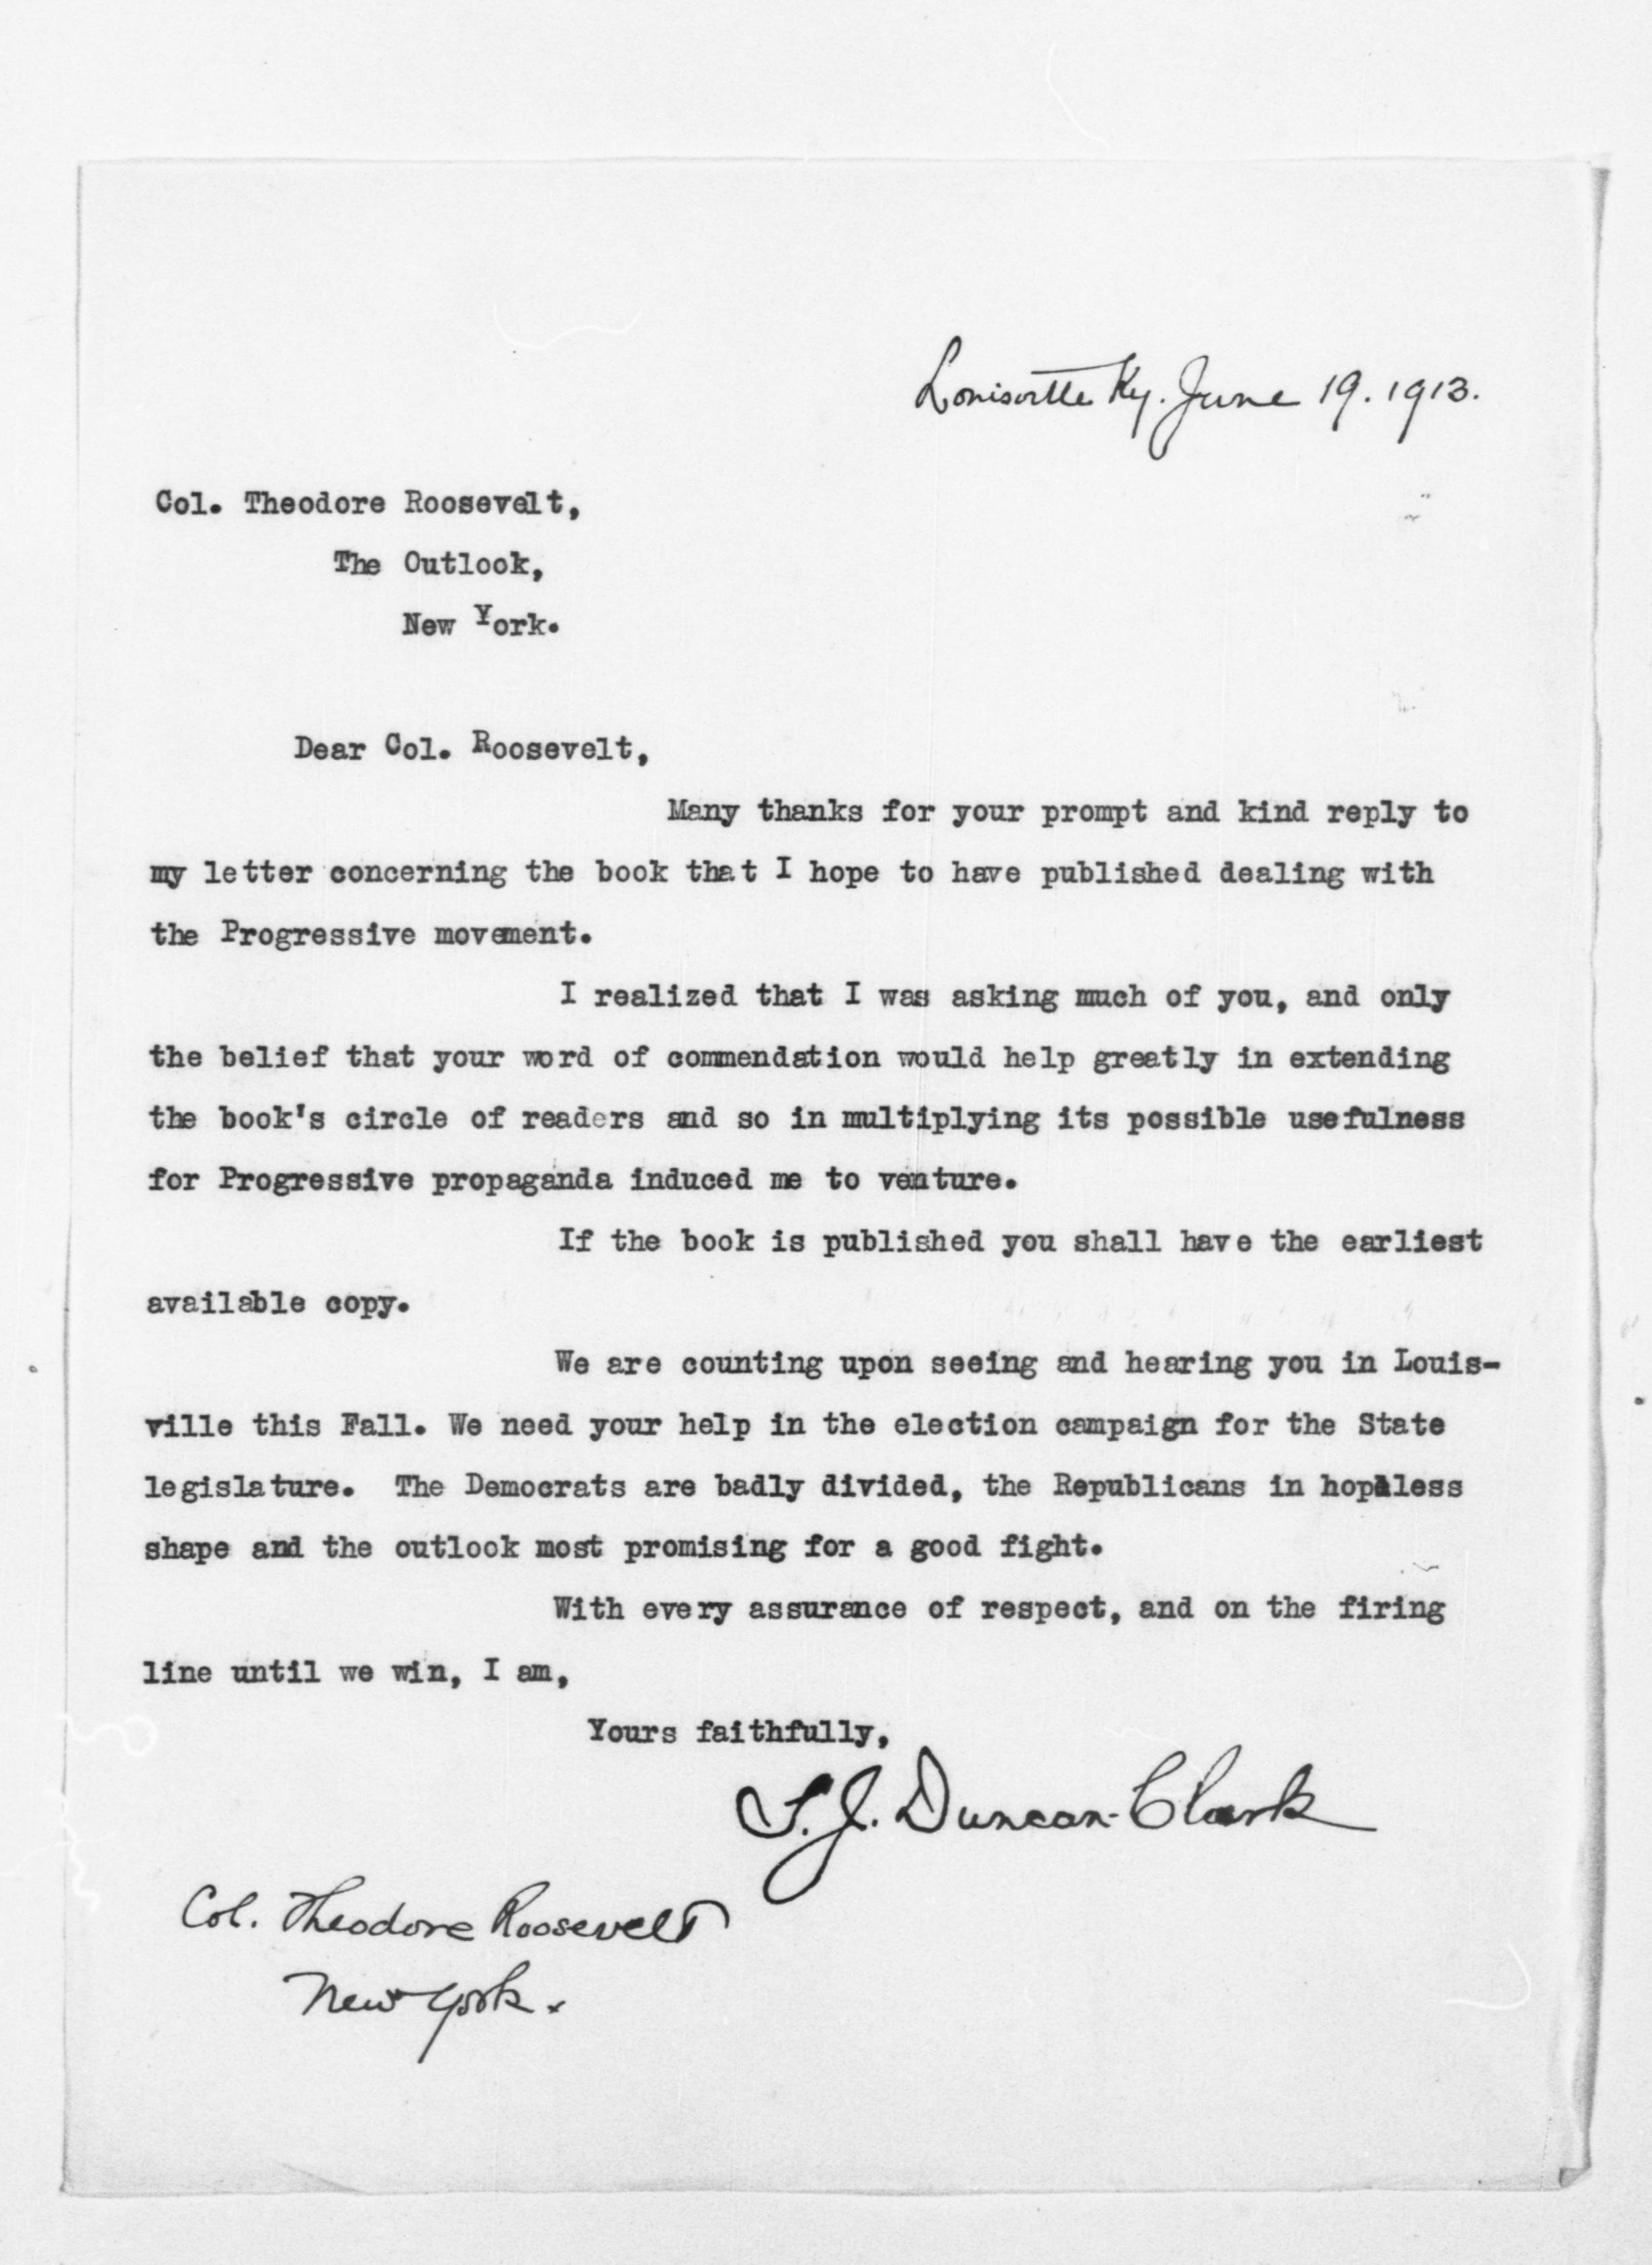 Louisville Ky. June 19. 1913.
Col. Theodore Roosevelt,
The Outlook,
New York.
Dear Col. Roosevelt,
Many thanks for your prompt and kind reply to
my letter concerning the book that I hope to have published dealing with
the Progressive movement.
I realized that I was asking much of you, and only
the belief that your word of commendation would help greatly in extending
the book's circle of readers and so in multiplying its possible usefulness
for Progressive propaganda induced me to venture.
If the book is published you shall have the earliest
available copy.
We are counting upon seeing and hearing you in Louis-
ville this Fall. We need your help in the election campaign for the State
legislature. The Democrats are badly divided, the Republicans in hopeless
shape and the outlook most promising for a good fight.
With every assurance of respect, and on the firing
line until we win, I am,
Yours faithfully,
S. J. Duncan-Clark
Col. Theodore Roosevelt
New York.